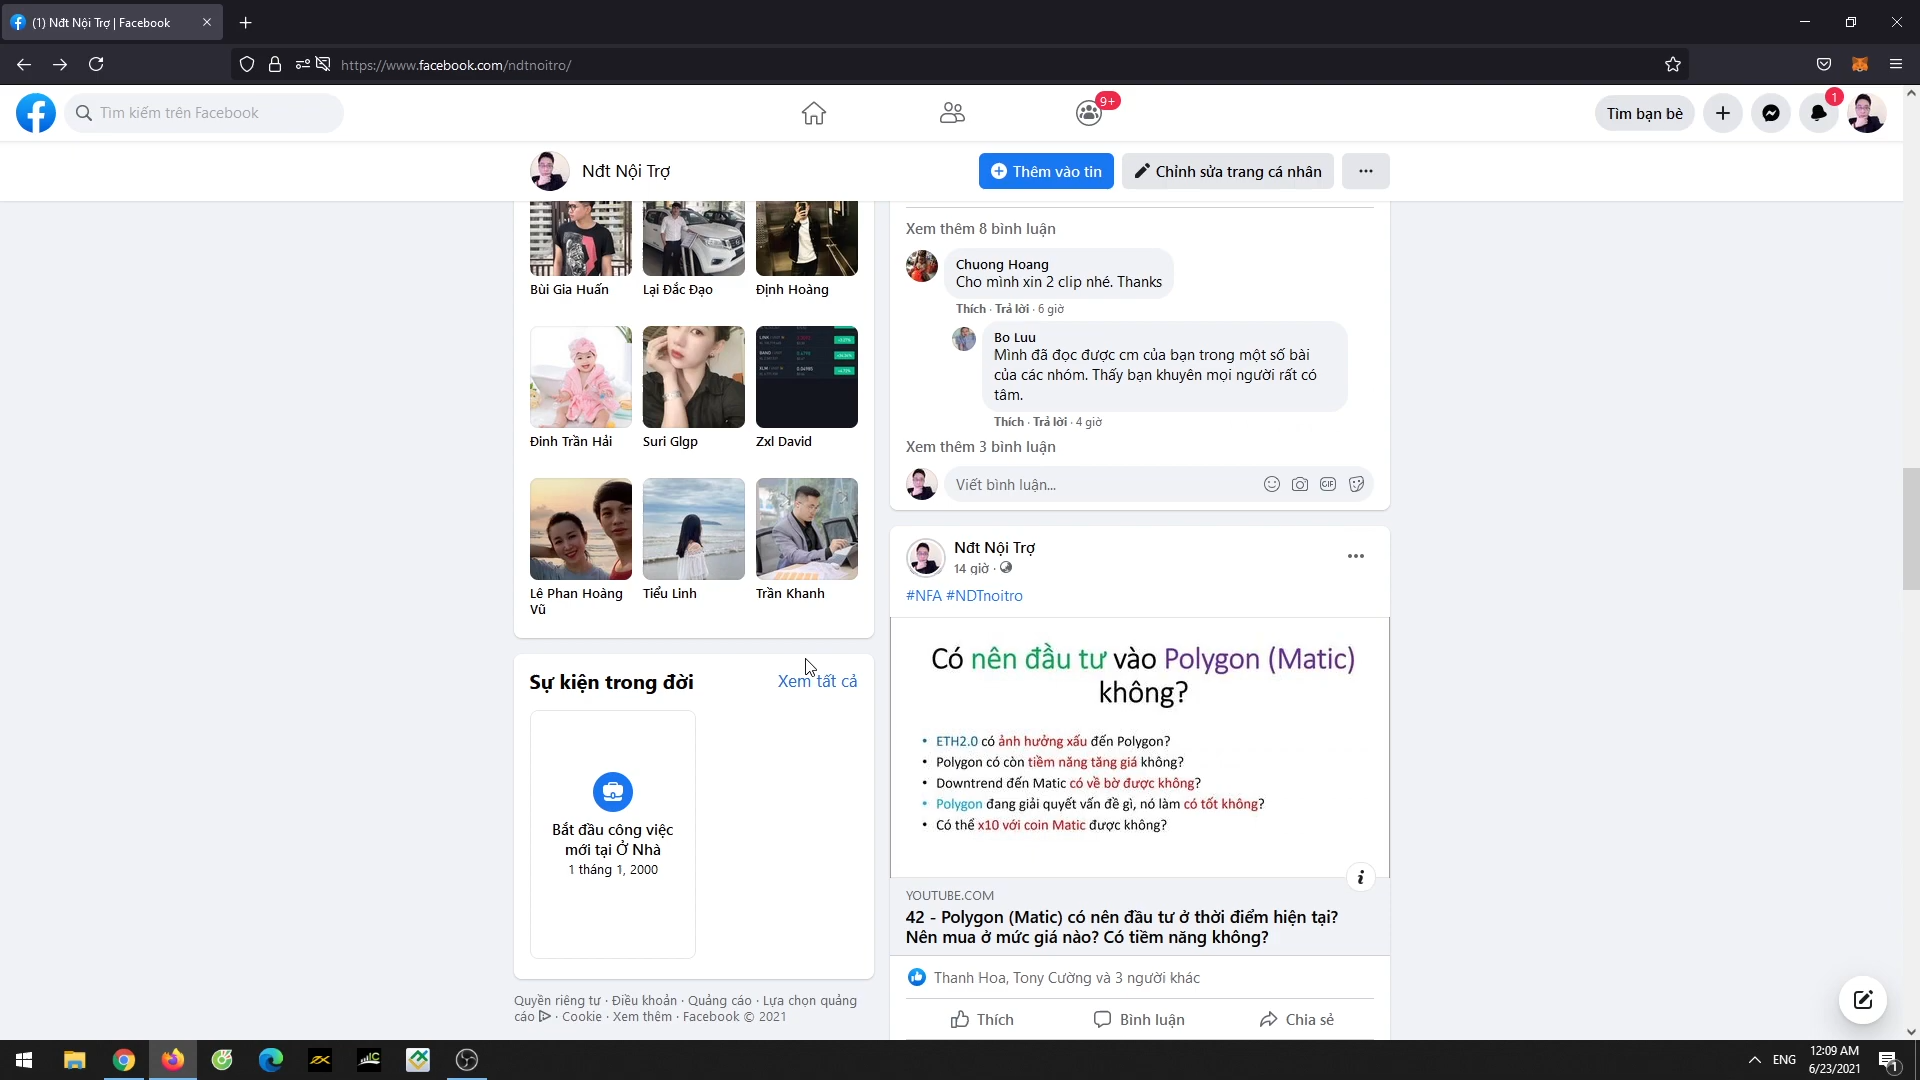 (1) Nđt Nội Trợ | Facebook
https://www.facebook.com/ndtnoitro/
Tìm kiếm trên Facebook
9+
Tìm bạn bè
1
Nđt Nội Trợ
Thêm vào tin
Chỉnh sửa trang cá nhân
Bùi Gia Huấn
Lại Đắc Đạo
Định Hoàng
Đinh Trần Hải
Suri Glgp
Zxl David
Lê Phan Hoàng
Vũ
Tiểu Linh
Trần Khanh
Sự kiện trong đời
Xem tất cả
Bắt đầu công việc
mới tại Ở Nhà
1 tháng 1, 2000
Quyền riêng tư · Điều khoản · Quảng cáo · Lựa chọn quảng
cáo · Cookie · Xem thêm · Facebook © 2021
Xem thêm 8 bình luận
Chuong Hoang
Cho mình xin 2 clip nhé. Thanks
Thích · Trả lời · 6 giờ
Bo Luu
Mình đã đọc được cm của bạn trong một số bài
của các nhóm. Thấy bạn khuyên mọi người rất có
tâm.
Thích · Trả lời · 4 giờ
Xem thêm 3 bình luận
Viết bình luận...
GIF
Nđt Nội Trợ
14 giờ ·
#NFA #NDTnoitro
Có nên đầu tư vào Polygon (Matic)
không?
• ETH2.0 có ảnh hưởng xấu đến Polygon?
• Polygon có còn tiềm năng tăng giá không?
• Downtrend đến Matic có về bờ được không?
• Polygon đang giải quyết vấn đề gì, nó làm có tốt không?
• Có thể x10 với coin Matic được không?
YOUTUBE.COM
42 - Polygon (Matic) có nên đầu tư ở thời điểm hiện tại?
Nên mua ở mức giá nào? Có tiềm năng không?
Thanh Hoa, Tony Cường và 3 người khác
Thích
Bình luận
Chia sẻ
ENG
12:09 AM
6/23/2021
1